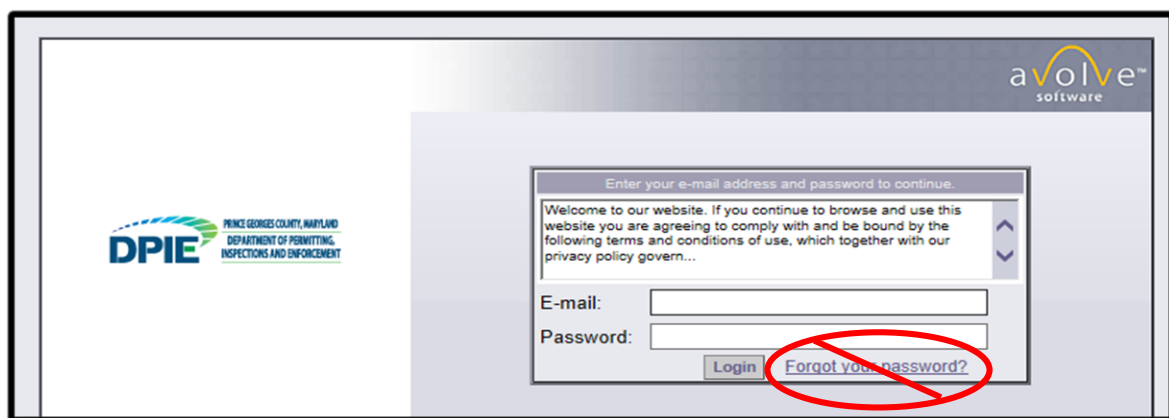 avolve™
software
Enter your e-mail address and password to continue.
Welcome to our website. If you continue to browse and use this
website you are agreeing to comply with and be bound by the
following terms and conditions of use, which together with our
privacy policy govern...
DPIE
PRINCE GEORGES COUNTY, MARYLAND
DEPARTMENT OF PERMITTING,
INSPECTIONS AND ENFORCEMENT
E-mail:
Password:
Login Forgot your password?